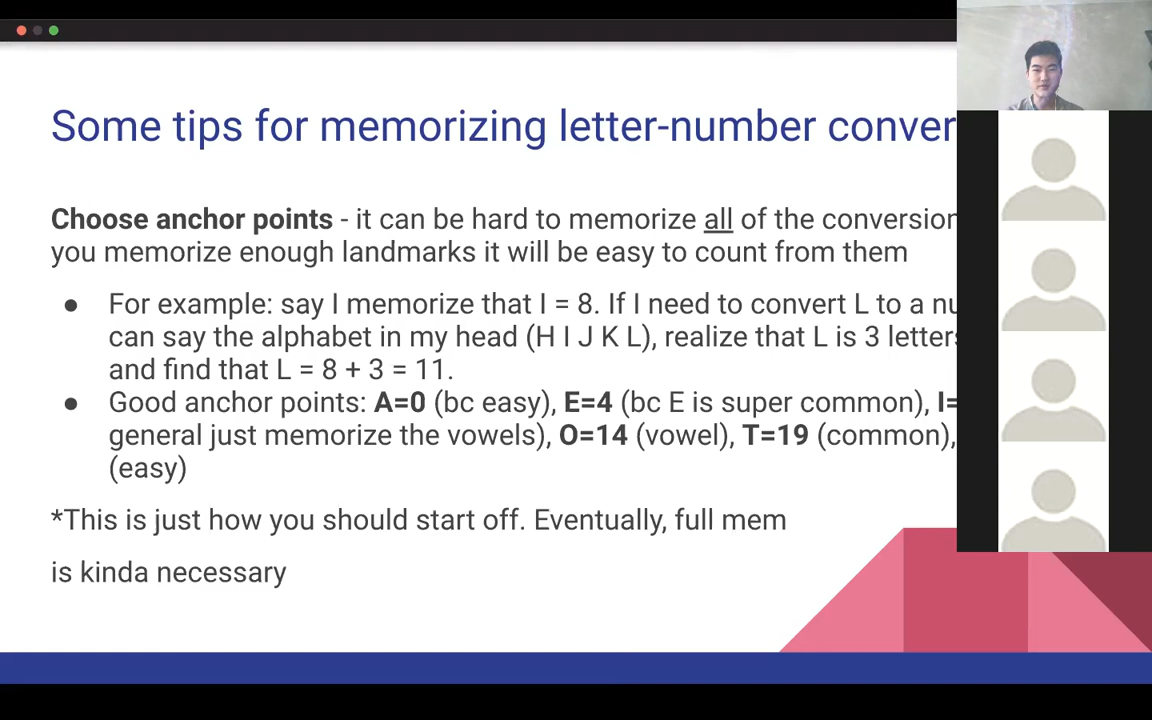 Some tips for memorizing letter-number conver
Choose anchor points - it can be hard to memorize all of the conversion
you memorize enough landmarks it will be easy to count from them
● For example: say I memorize that I = 8. If I need to convert L to a nu
can say the alphabet in my head (H I J K L), realize that L is 3 letters
and find that L = 8 + 3 = 11.
● Good anchor points: A=0 (bc easy), E=4 (bc E is super common), I=
general just memorize the vowels), O=14 (vowel), T=19 (common),
(easy)
*This is just how you should start off. Eventually, full mem
is kinda necessary